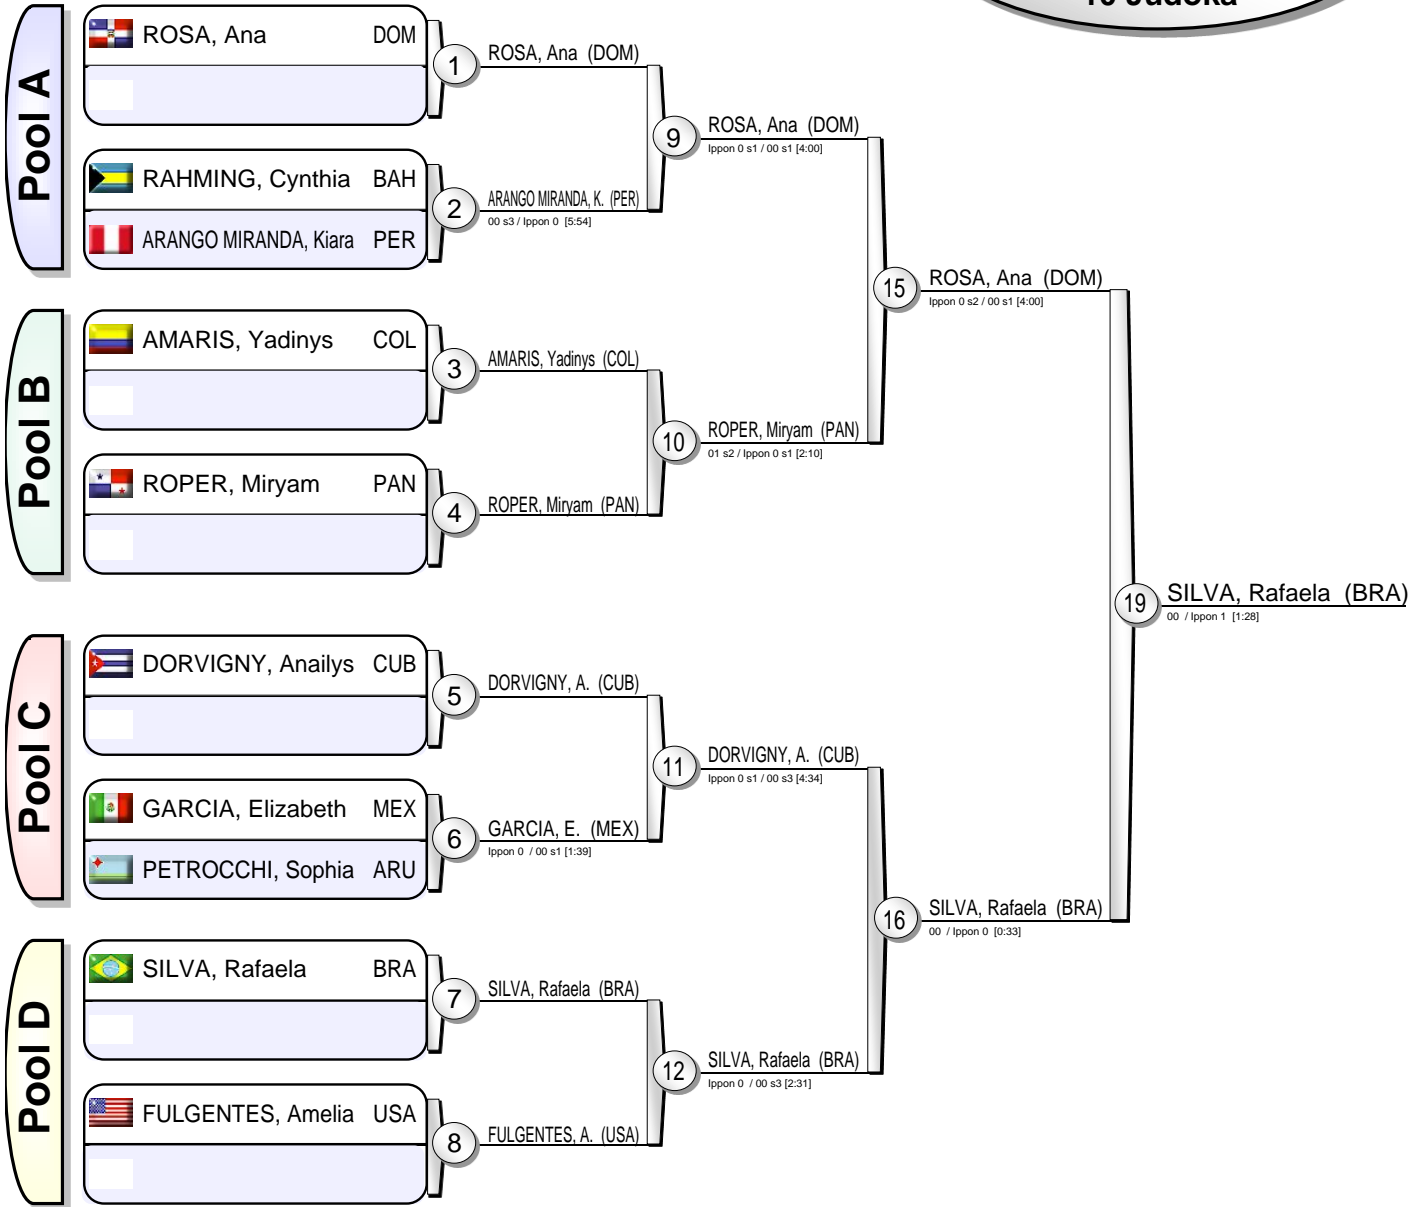 10 Judoka
Pool A
ROSA, Ana DOM
RAHMING, Cynthia BAH
ARANGO MIRANDA, Kiara PER
Pool B
AMARIS, Yadinys COL
ROPER, Miryam PAN
Pool C
DORVIGNY, Anailys CUB
GARCIA, Elizabeth MEX
PETROCCHI, Sophia ARU
Pool D
SILVA, Rafaela BRA
FULGENTES, Amelia USA
1
ROSA, Ana (DOM)
2
ARANGO MIRANDA, K. (PER)
00 s3 / Ippon 0 [5:54]
3
AMARIS, Yadinys (COL)
4
ROPER, Miryam (PAN)
5
DORVIGNY, A. (CUB)
6
GARCIA, E. (MEX)
Ippon 0 / 00 s1 [1:39]
7
SILVA, Rafaela (BRA)
8
FULGENTES, A. (USA)
9
ROSA, Ana (DOM)
Ippon 0 s1 / 00 s1 [4:00]
10
ROPER, Miryam (PAN)
01 s2 / Ippon 0 s1 [2:10]
11
DORVIGNY, A. (CUB)
Ippon 0 s1 / 00 s3 [4:34]
12
SILVA, Rafaela (BRA)
Ippon 0 / 00 s3 [2:31]
15
ROSA, Ana (DOM)
Ippon 0 s2 / 00 s1 [4:00]
16
SILVA, Rafaela (BRA)
00 / Ippon 0 [0:33]
19
SILVA, Rafaela (BRA)
00 / Ippon 1 [1:28]